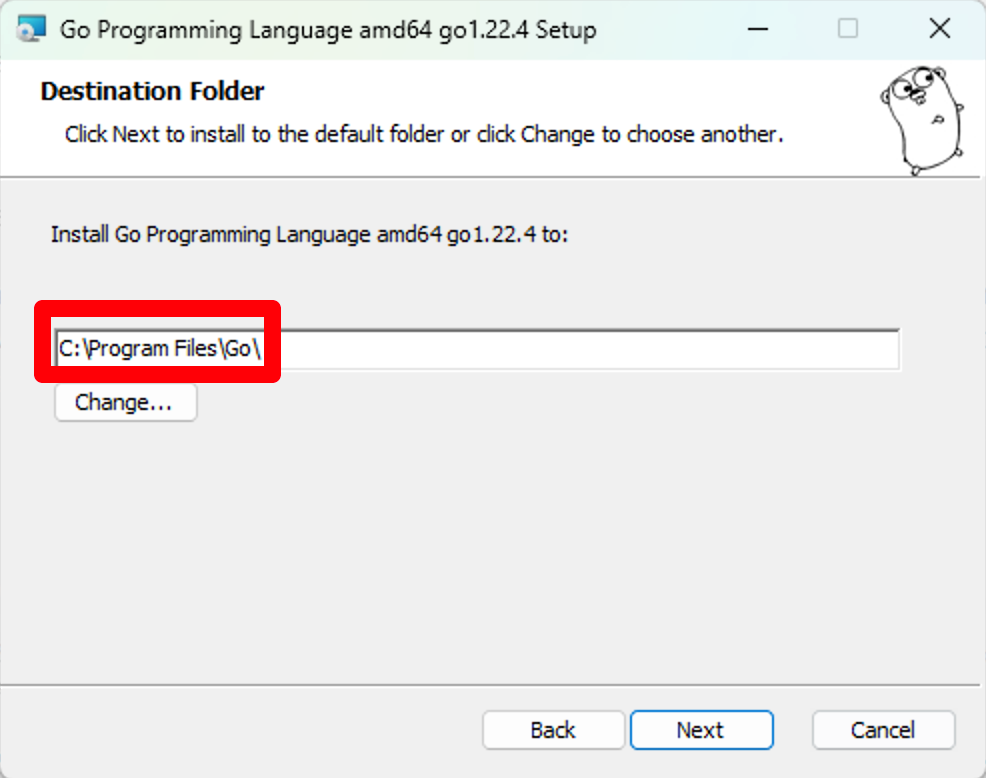 Go Programming Language amd64 go1.22.4 Setup
Destination Folder
Click Next to install to the default folder or click Change to choose another.
Install Go Programming Language amd64 go1.22.4 to:
C:\Program Files\Go\
Change...
Back Next Cancel